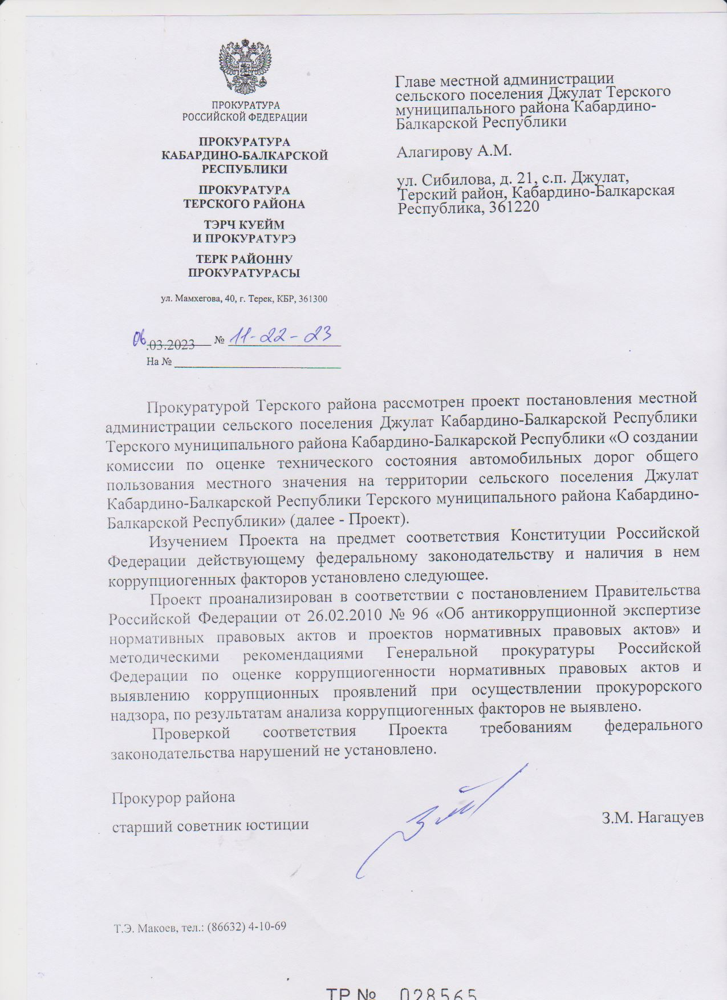 ПРОКУРАТУРА
РОССИЙСКОЙ ФЕДЕРАЦИИ
ПРОКУРАТУРА
КАБАРДИНО-БАЛКАРСКОЙ
РЕСПУБЛИКИ
ПРОКУРАТУРА
ТЕРСКОГО РАЙОНА
ТЭРЧ КУЕЙМ
И ПРОКУРАТУРЭ
ТЕРК РАЙОННУ
ПРОКУРАТУРАСЫ
ул. Мамхегова, 40, г. Терек, КБР, 361300
06.03.2023 № 11-22-23
На №
Главе местной администрации
сельского поселения Джулат Терского
муниципального района Кабардино-
Балкарской Республики
Алагирову А.М.
ул. Сибилова, д. 21, с.п. Джулат,
Терский район, Кабардино-Балкарская
Республика, 361220
Прокуратурой Терского района рассмотрен проект постановления местной
администрации сельского поселения Джулат Кабардино-Балкарской Республики
Терского муниципального района Кабардино-Балкарской Республики «О создании
комиссии по оценке технического состояния автомобильных дорог общего
пользования местного значения на территории сельского поселения Джулат
Кабардино-Балкарской Республики Терского муниципального района Кабардино-
Балкарской Республики» (далее - Проект).
Изучением Проекта на предмет соответствия Конституции Российской
Федерации действующему федеральному законодательству и наличия в нем
коррупциогенных факторов установлено следующее.
Проект проанализирован в соответствии с постановлением Правительства
Российской Федерации от 26.02.2010 № 96 «Об антикоррупционной экспертизе
нормативных правовых актов и проектов нормативных правовых актов» и
методическими рекомендациями Генеральной прокуратуры Российской
Федерации по оценке коррупциогенности нормативных правовых актов и
выявлению коррупционных проявлений при осуществлении прокурорского
надзора, по результатам анализа коррупциогенных факторов не выявлено.
Проверкой соответствия Проекта требованиям федерального
законодательства нарушений не установлено.
Прокурор района
старший советник юстиции
З.М. Нагацуев
Т.Э. Макоев, тел.: (86632) 4-10-69
ТР № 028565